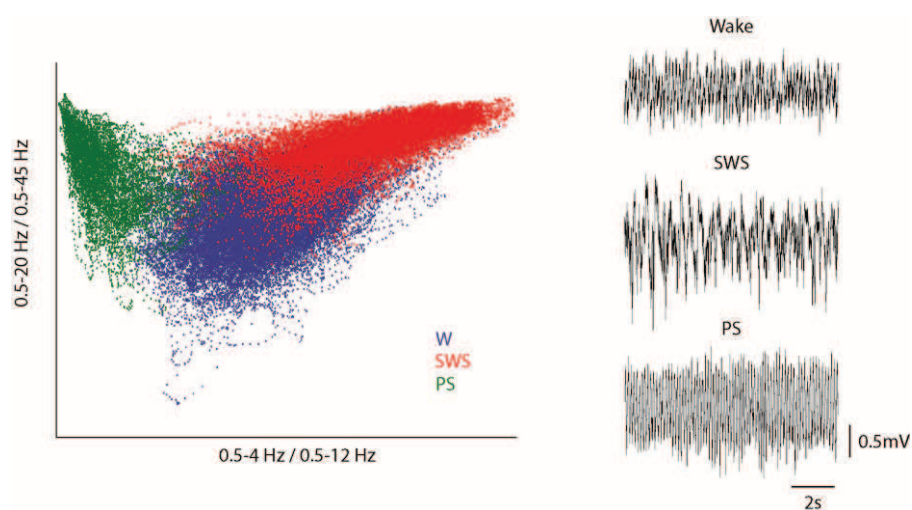 0.5-20 Hz / 0.5-45 Hz
0.5-4 Hz / 0.5-12 Hz
W
SWS
PS
Wake
SWS
PS
0.5mV
2s